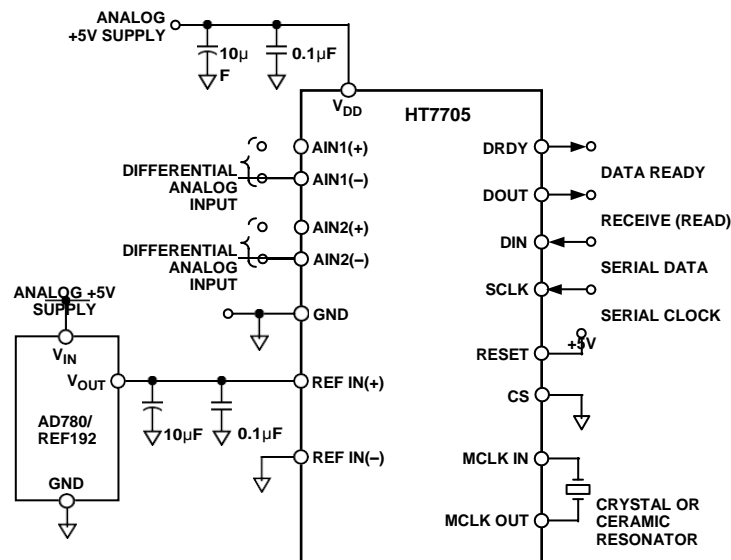 ANALOG
+5V SUPPLY
10μ
F
0.1μF
VDD
HT7705
AIN1(+)
DRDY
DIFFERENTIAL
ANALOG
INPUT
AIN1(–)
DATA READY
DOUT
AIN2(+)
RECEIVE (READ)
DIFFERENTIAL
ANALOG
INPUT
AIN2(–)
DIN
SERIAL DATA
SCLK
ANALOG +5V
SUPPLY
GND
SERIAL CLOCK
+5V
VIN
RESET
VOUT
REF IN(+)
CS
AD780/
REF192
10μF
0.1μF
REF IN(–)
MCLK IN
GND
CRYSTAL OR
CERAMIC
RESONATOR
MCLK OUT